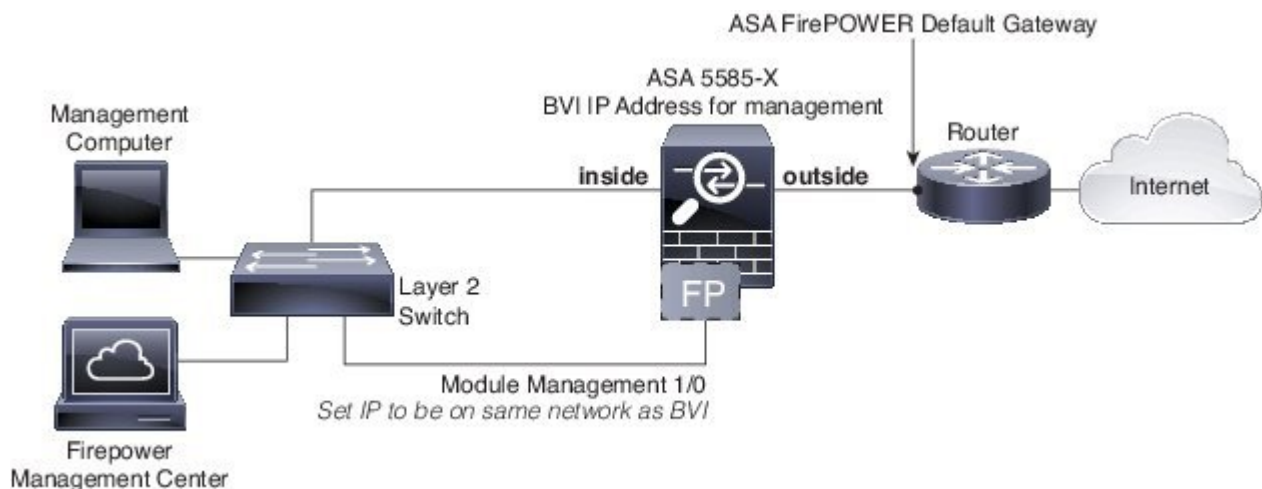 ASA FirePOWER Default Gateway
ASA 5585-X
BVI IP Address for management
Management
Computer
Router
inside
outside
Internet
Layer 2
Switch
FP
Module Management 1/0
Set IP to be on same network as BVI
Firepower
Management Center